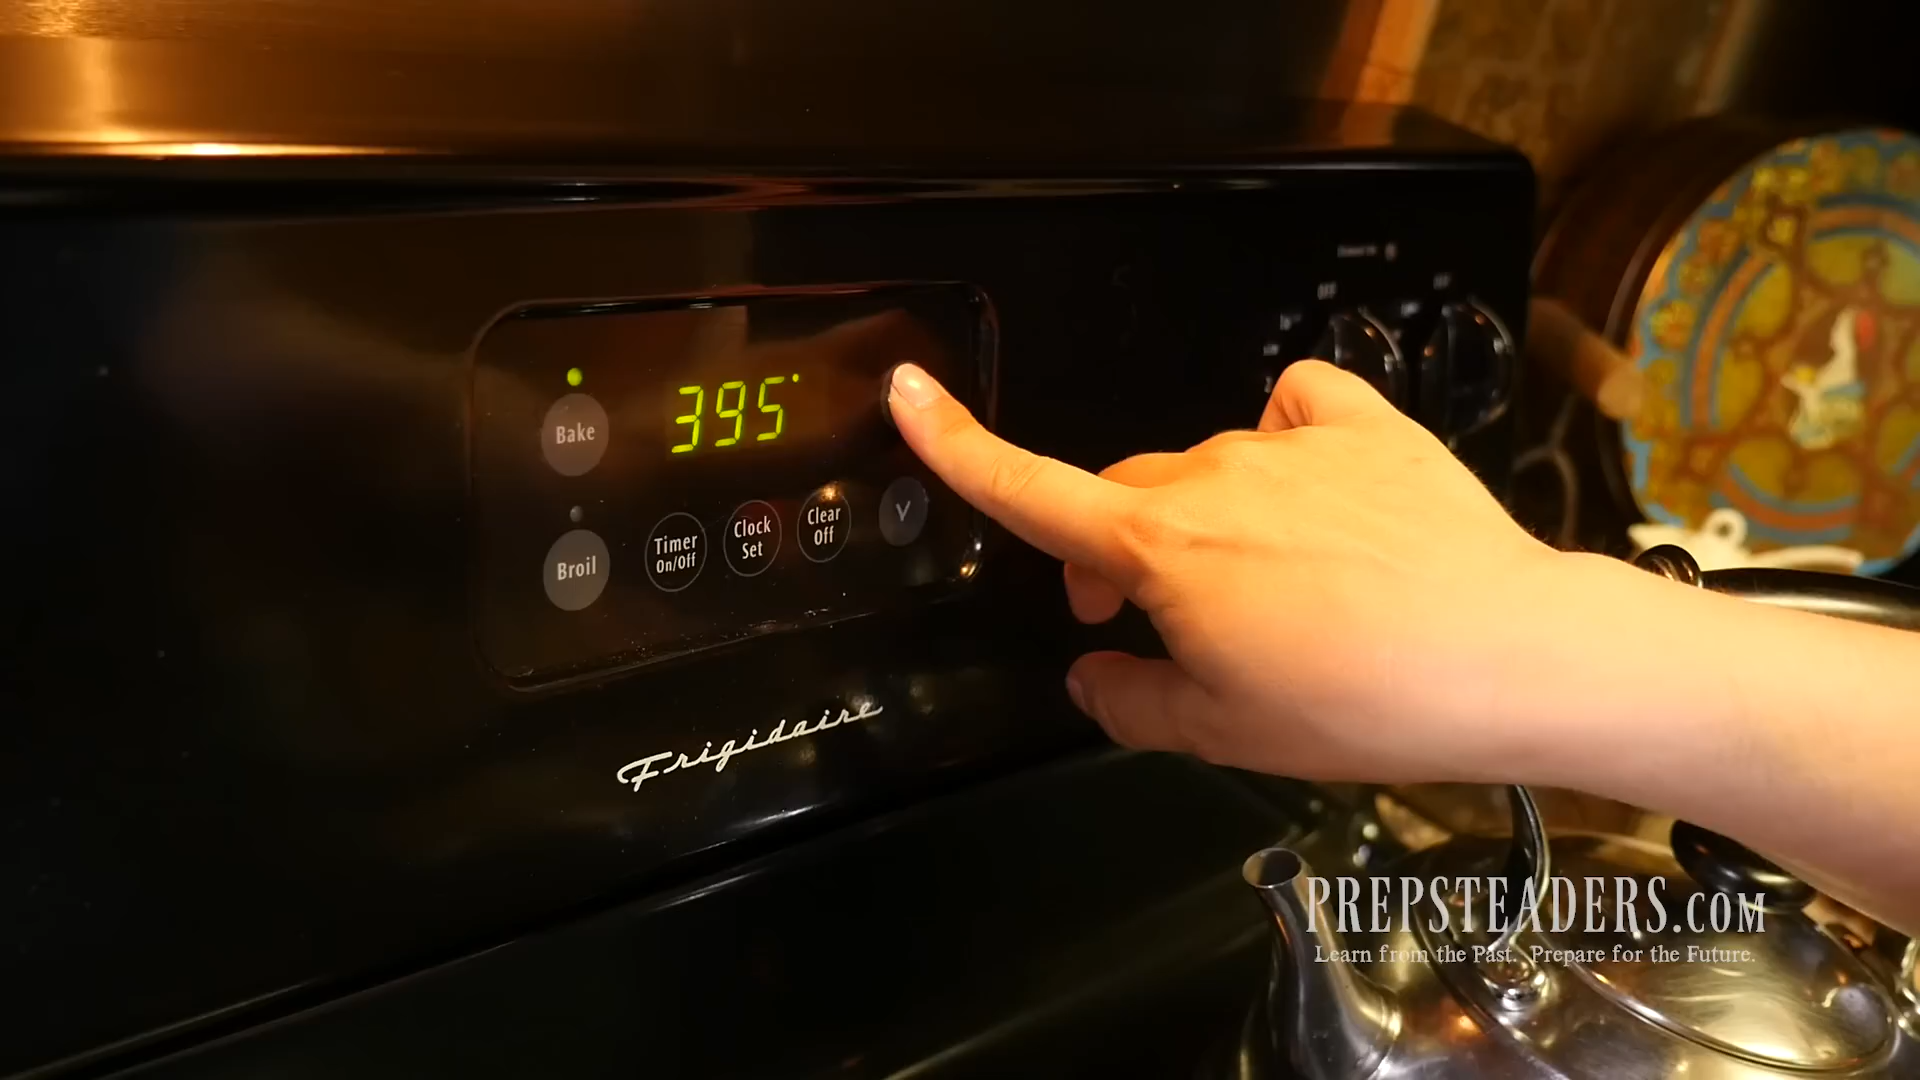 395°
Bake
Broil
Timer
On/Off
Clock
Set
Clear
Off
Frigidaire
OFF
PREPSTEADERS.COM
Learn from the Past. Prepare for the Future.